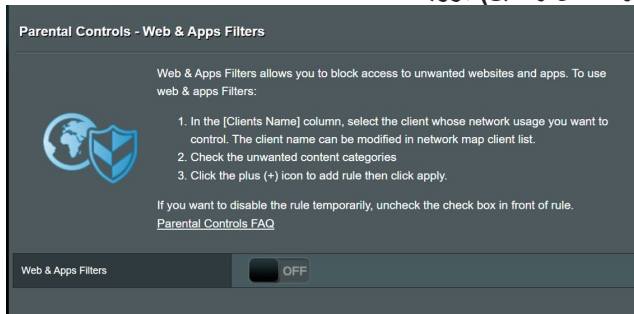 Parental Controls - Web & Apps Filters
Web & Apps Filters allows you to block access to unwanted websites and apps. To use
web & apps Filters:
1. In the [Clients Name] column, select the client whose network usage you want to
control. The client name can be modified in network map client list.
2. Check the unwanted content categories
3. Click the plus (+) icon to add rule then click apply.
If you want to disable the rule temporarily, uncheck the check box in front of rule.
Parental Controls FAQ
Web & Apps Filters
OFF